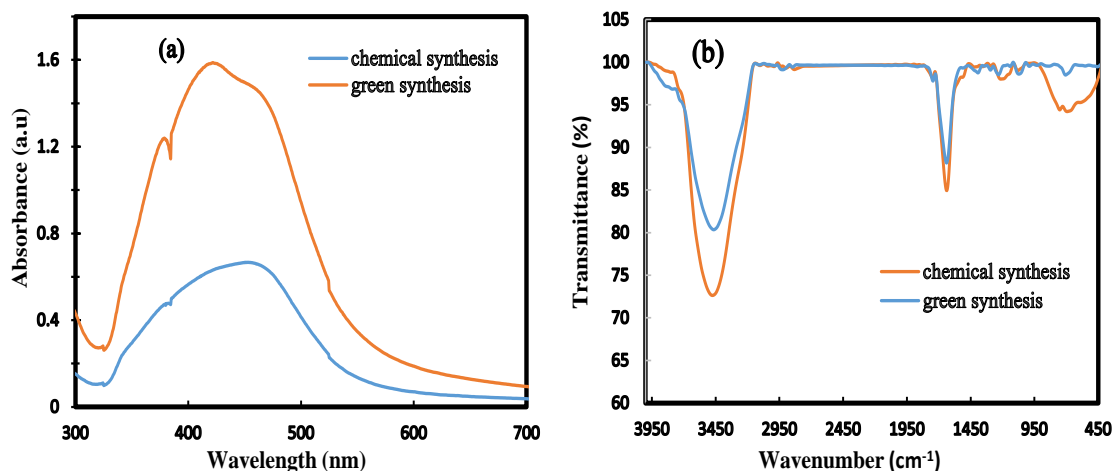 (a)
chemical synthesis
green synthesis
Absorbance (a.u)
1.6
1.2
0.8
0.4
0
300 400 500 600 700
Wavelength (nm)
(b)
chemical synthesis
green synthesis
Transmittance (%)
105
100
95
90
85
80
75
70
65
60
3950 3450 2950 2450 1950 1450 950 450
Wavenumber (cm⁻¹)